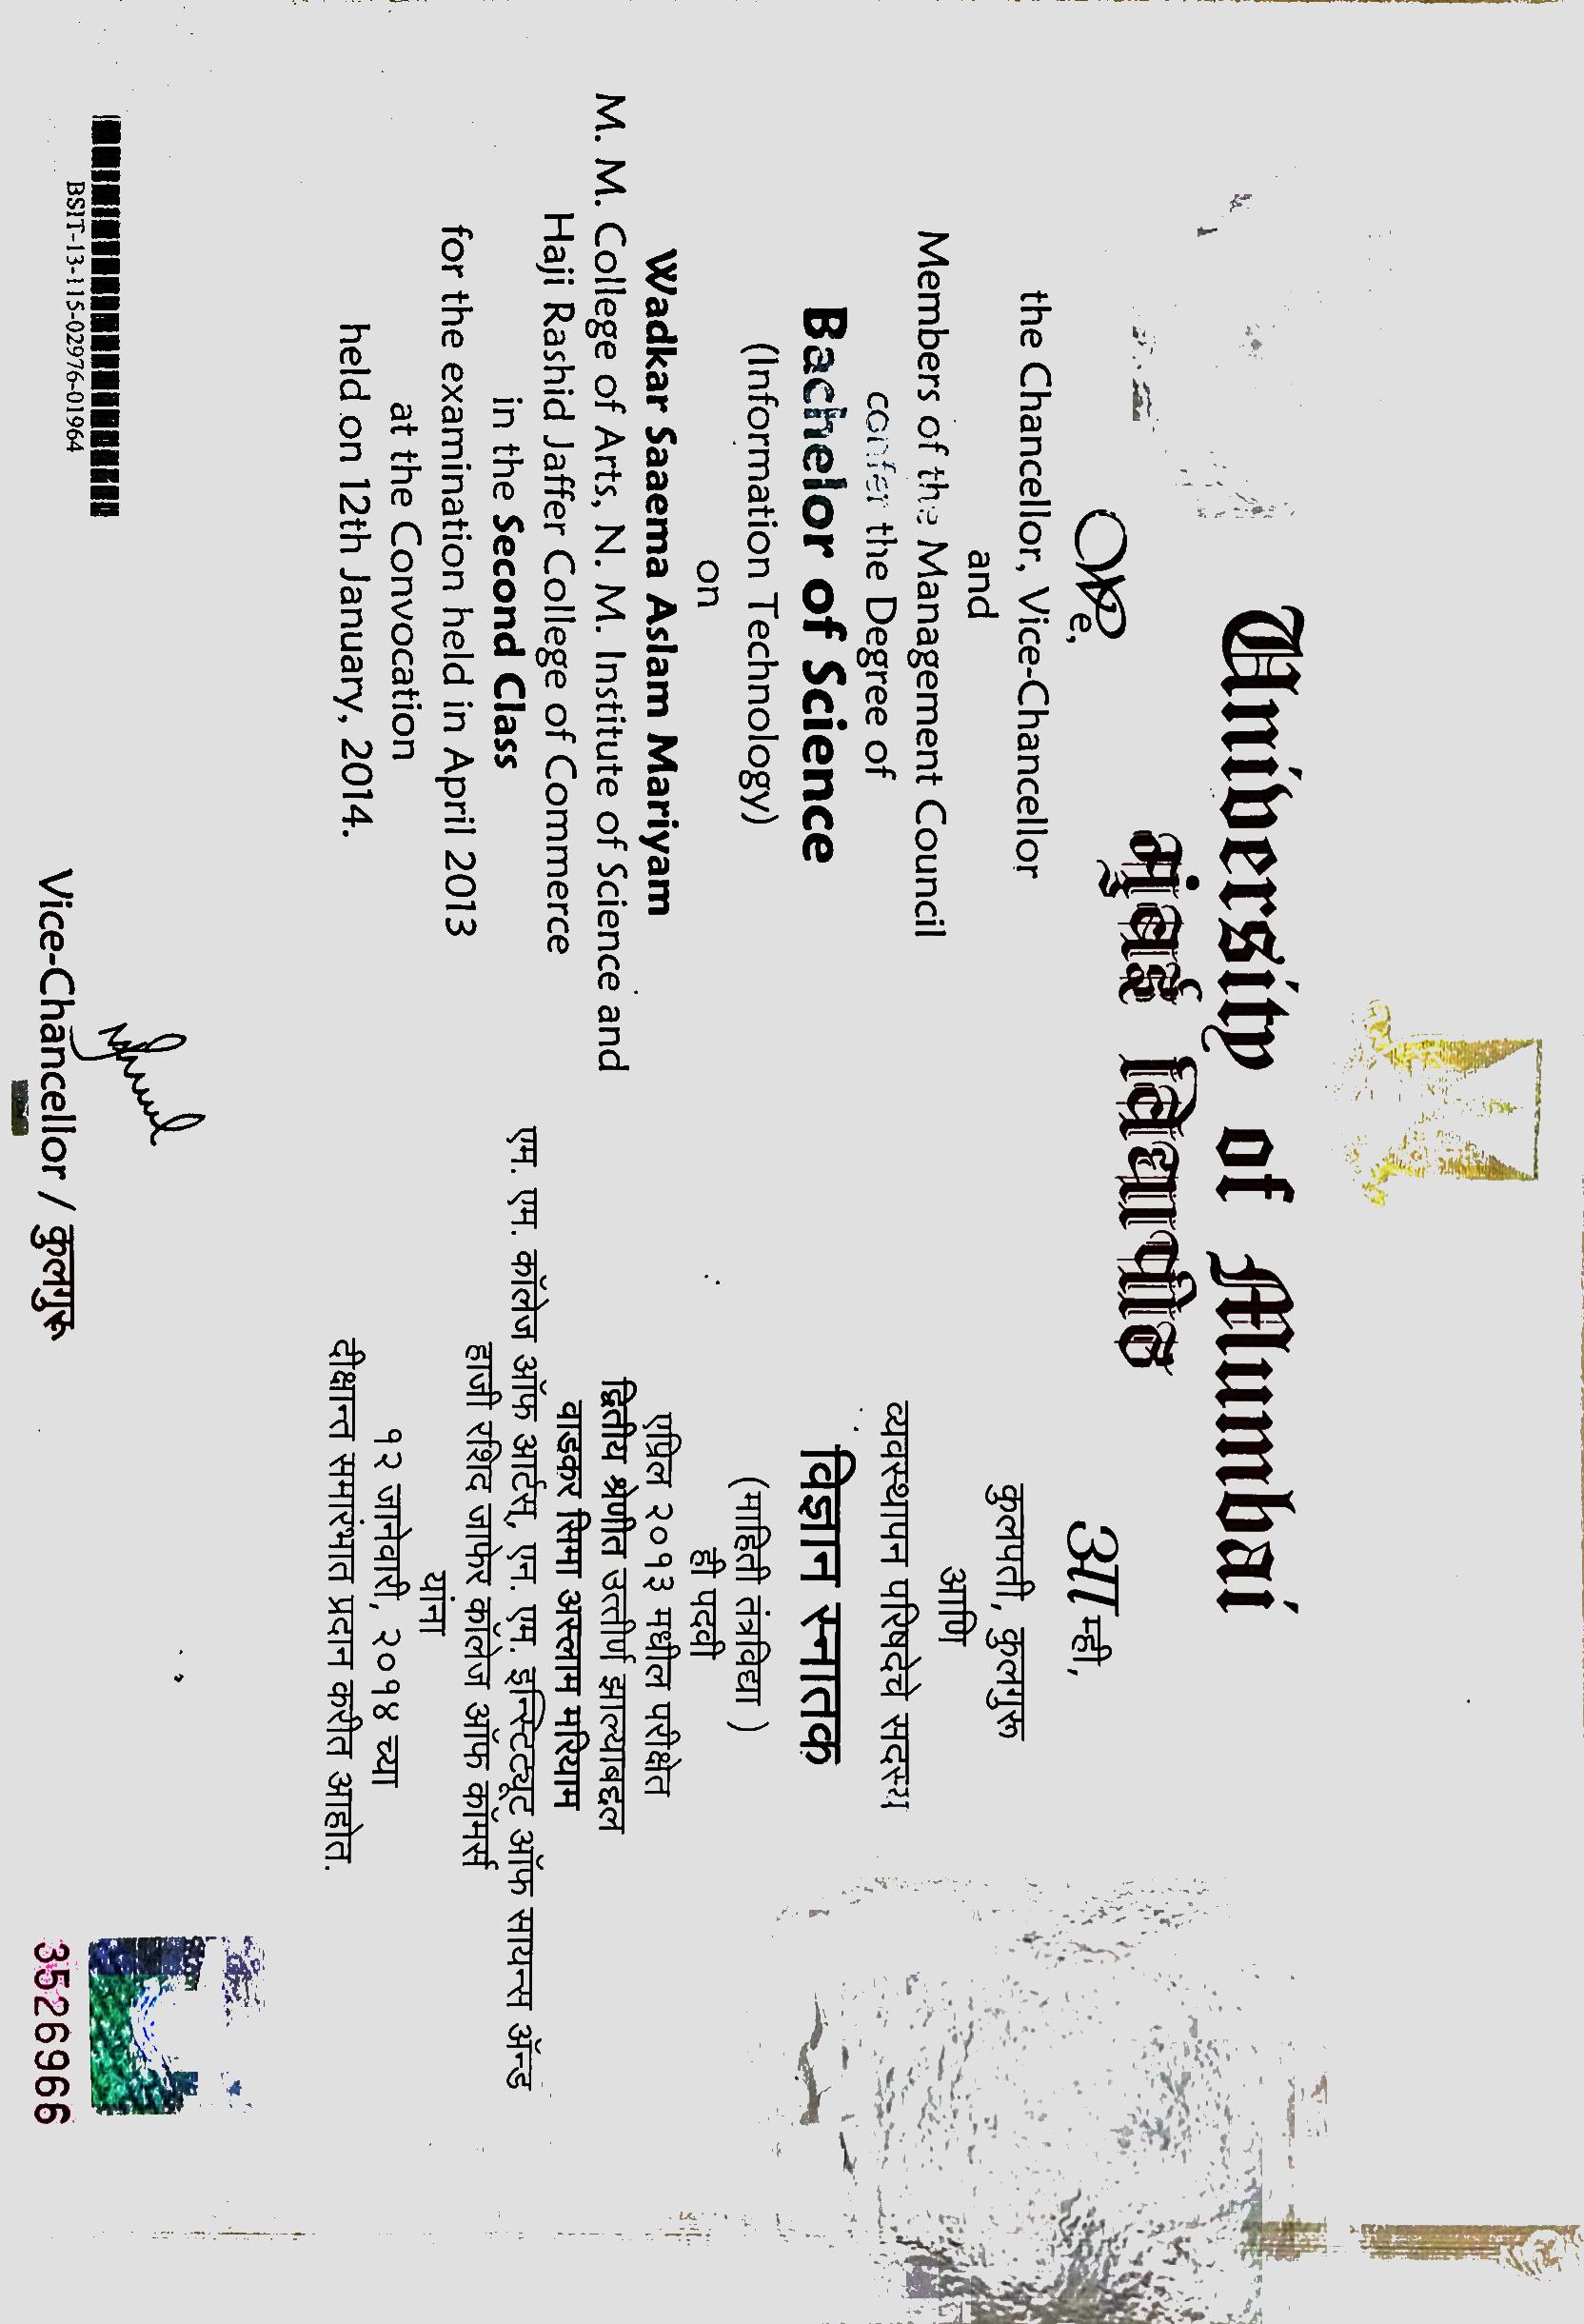 University of Mumbai
मुंबई विद्यापीठ
We,
the Chancellor, Vice-Chancellor
and
Members of the Management Council
confer the Degree of
Bachelor of Science
(Information Technology)
on
Wadkar Saaema Aslam Mariyam
M. M. College of Arts, N. M. Institute of Science and
Haji Rashid Jaffer College of Commerce
in the Second Class
for the examination held in April 2013
at the Convocation
held on 12th January, 2014.
आम्ही,
कुलपती, कुलगुरू
आणि
व्यवस्थापन परिषदेचे सदस्य
विज्ञान स्नातक
(माहिती तंत्रविद्या )
ही पदवी
एप्रिल २०१३ मधील परीक्षेत
द्वितीय श्रेणीत उत्तीर्ण झाल्याबद्दल
वाडकर सिमा अस्लाम मरियाम
एम. एम. कॉलेज ऑफ आर्टस्, एन. एम. इन्स्टिट्यूट ऑफ सायन्स ॲन्ड
हाजी रशिद जाफेर कॉलेज ऑफ कॉमर्स
यांना
१२ जानेवारी, २०१४ च्या
दीक्षान्त समारंभात प्रदान करीत आहोत.
BSIT-13-115-02976-01964
Vice-Chancellor / कुलगुरू
3526966